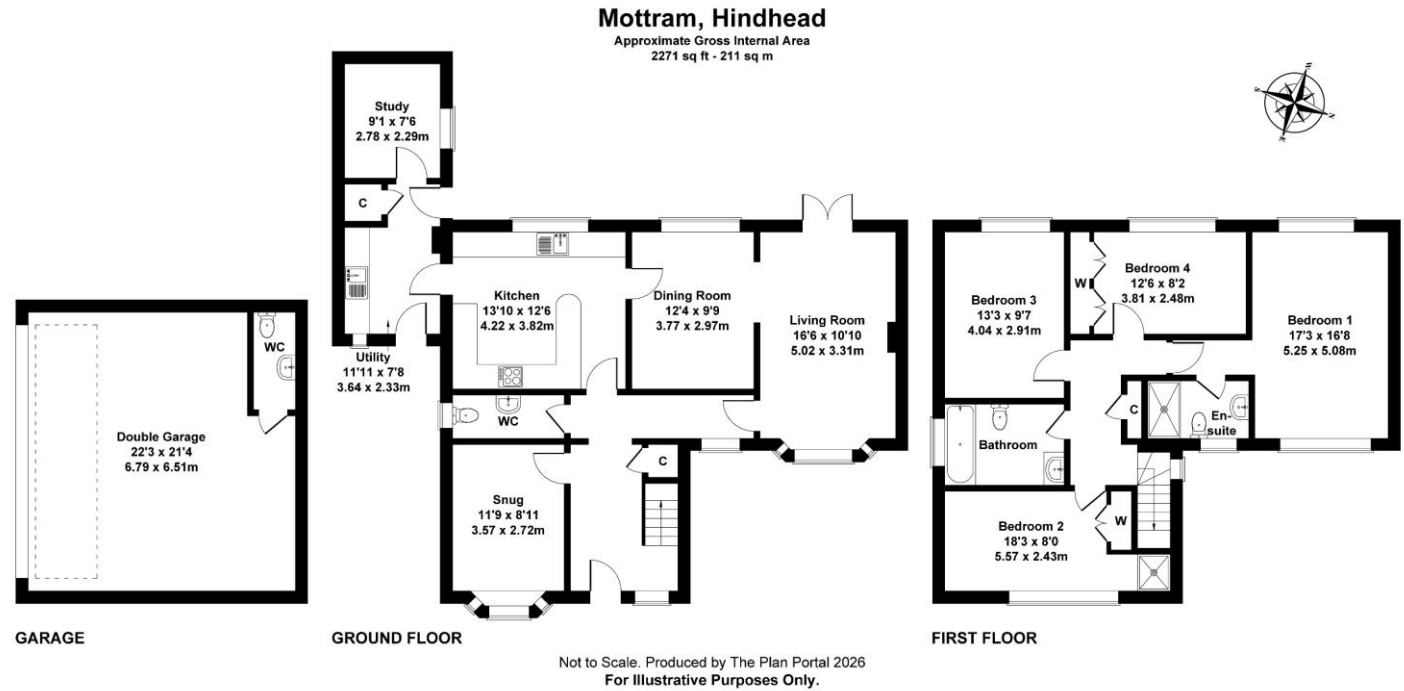 Mottram, Hindhead
Approximate Gross Internal Area
2271 sq ft - 211 sq m
Study
9'1 x 7'6
2.78 x 2.29m
C
Utility
11'11 x 7'8
3.64 x 2.33m
Kitchen
13'10 x 12'6
4.22 x 3.82m
Dining Room
12'4 x 9'9
3.77 x 2.97m
Living Room
16'6 x 10'10
5.02 x 3.31m
WC
C
Snug
11'9 x 8'11
3.57 x 2.72m
WC
Double Garage
22'3 x 21'4
6.79 x 6.51m
Bedroom 3
13'3 x 9'7
4.04 x 2.91m
W
Bedroom 4
12'6 x 8'2
3.81 x 2.48m
Bedroom 1
17'3 x 16'8
5.25 x 5.08m
C
En-
suite
Bathroom
Bedroom 2
18'3 x 8'0
5.57 x 2.43m
W
GARAGE
GROUND FLOOR
FIRST FLOOR
Not to Scale. Produced by The Plan Portal 2026
For Illustrative Purposes Only.